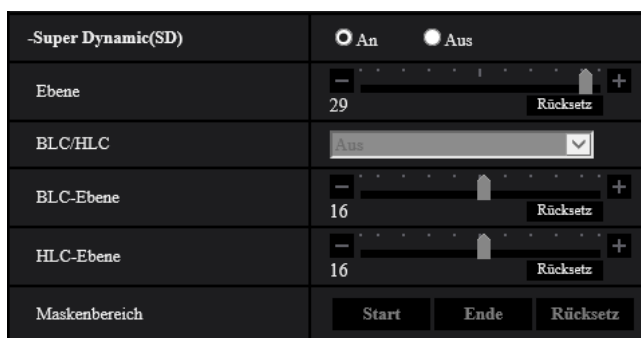 -Super Dynamic(SD) An Aus
Ebene
29 Rücksetz
BLC/HLC Aus
BLC-Ebene
16 Rücksetz
HLC-Ebene
16 Rücksetz
Maskenbereich Start Ende Rücksetz